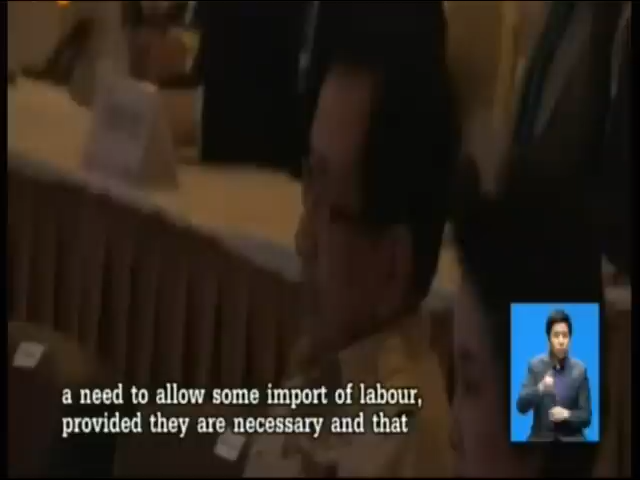 a need to allow some import of labour,
provided they are necessary and that